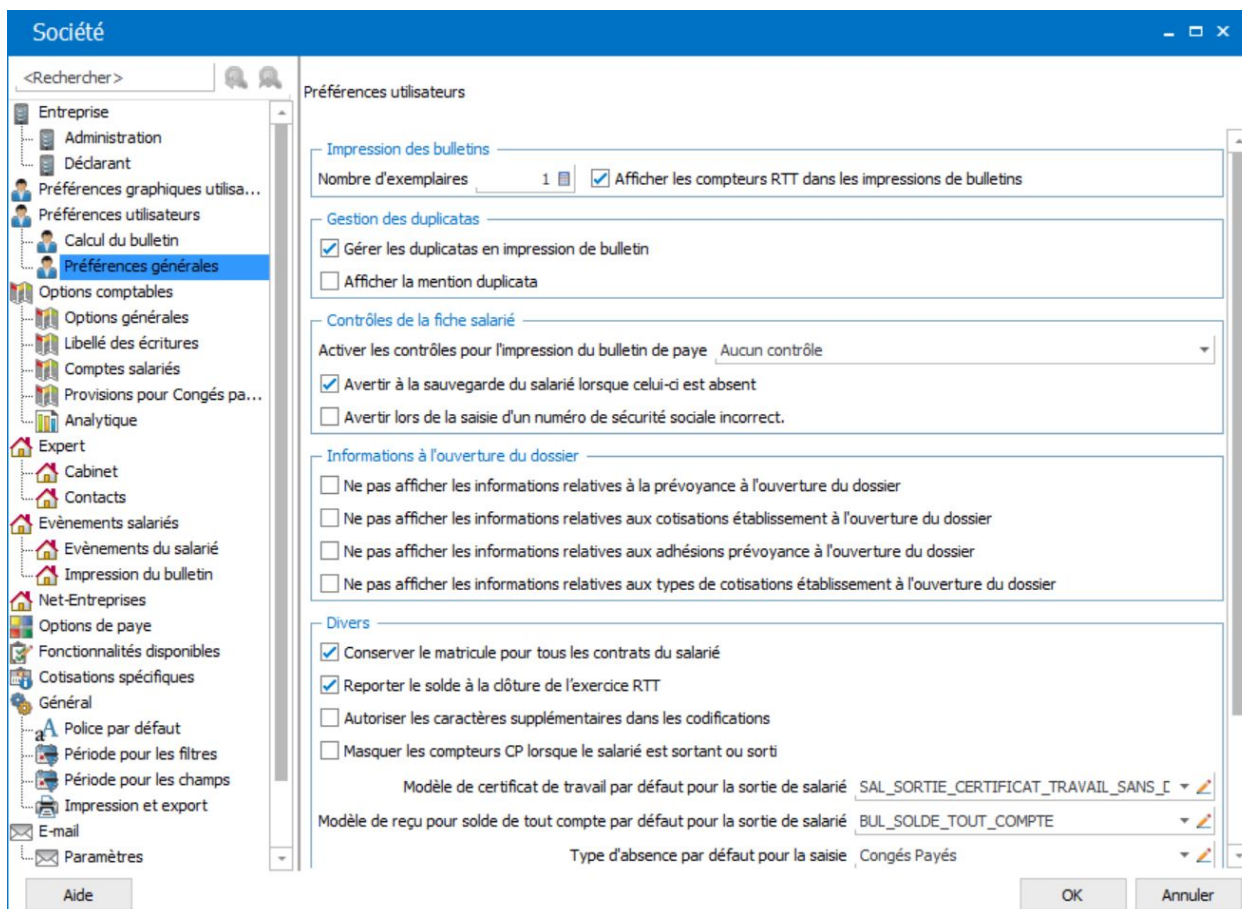 Société
<Rechercher>
Entreprise
Administration
Déclarant
Préférences graphiques utilisa...
Préférences utilisateurs
Calcul du bulletin
Préférences générales
Options comptables
Options générales
Libellé des écritures
Comptes salariés
Provisions pour Congés pa...
Analytique
Expert
Cabinet
Contacts
Evènements salariés
Evènements du salarié
Impression du bulletin
Net-Entreprises
Options de paye
Fonctionnalités disponibles
Cotisations spécifiques
Général
Police par défaut
Période pour les filtres
Période pour les champs
Impression et export
E-mail
Paramètres
Préférences utilisateurs
Impression des bulletins
Nombre d'exemplaires 1 Afficher les compteurs RTT dans les impressions de bulletins
Gestion des duplicatas
Gérer les duplicatas en impression de bulletin
Afficher la mention duplicata
Contrôles de la fiche salarié
Activer les contrôles pour l'impression du bulletin de paye Aucun contrôle
Avertir à la sauvegarde du salarié lorsque celui-ci est absent
Avertir lors de la saisie d'un numéro de sécurité sociale incorrect.
Informations à l'ouverture du dossier
Ne pas afficher les informations relatives à la prévoyance à l'ouverture du dossier
Ne pas afficher les informations relatives aux cotisations établissement à l'ouverture du dossier
Ne pas afficher les informations relatives aux adhésions prévoyance à l'ouverture du dossier
Ne pas afficher les informations relatives aux types de cotisations établissement à l'ouverture du dossier
Divers
Conserver le matricule pour tous les contrats du salarié
Reporter le solde à la clôture de l'exercice RTT
Autoriser les caractères supplémentaires dans les codifications
Masquer les compteurs CP lorsque le salarié est sortant ou sorti
Modèle de certificat de travail par défaut pour la sortie de salarié SAL_SORTIE_CERTIFICAT_TRAVAIL_SANS_D
Modèle de reçu pour solde de tout compte par défaut pour la sortie de salarié BUL_SOLDE_TOUT_COMPTE
Type d'absence par défaut pour la saisie Congés Payés
Aide
OK
Annuler